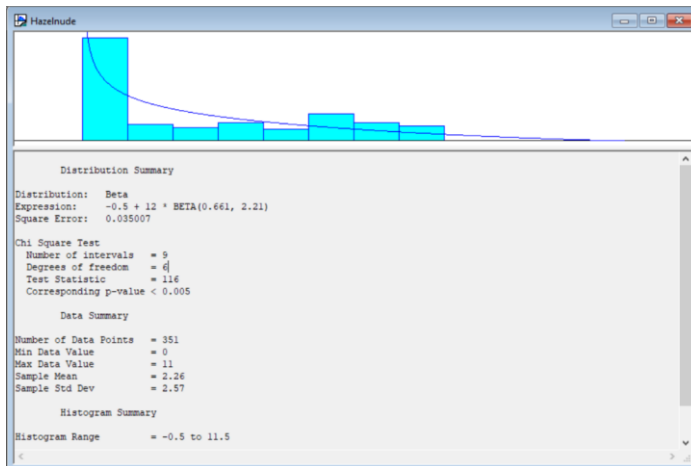 Hazelnude
Distribution Summary
Distribution: Beta
Expression: -0.5 + 12 * BETA(0.661, 2.21)
Square Error: 0.035007
Chi Square Test
Number of intervals = 9
Degrees of freedom = 6
Test Statistic = 116
Corresponding p-value < 0.005
Data Summary
Number of Data Points = 351
Min Data Value = 0
Max Data Value = 11
Sample Mean = 2.26
Sample Std Dev = 2.57
Histogram Summary
Histogram Range = -0.5 to 11.5